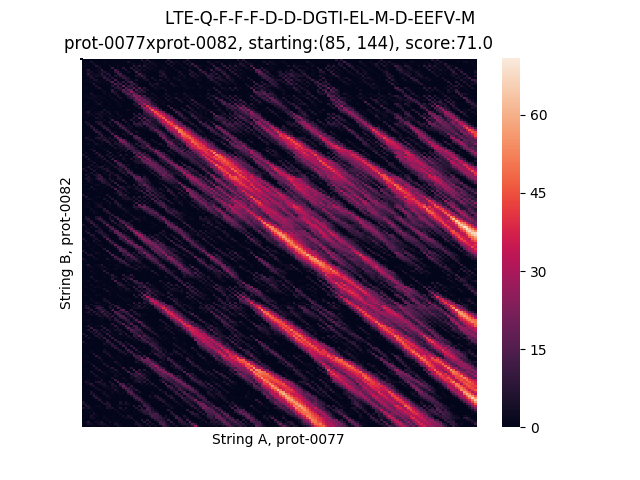 LTE-Q-F-F-F-D-D-DGTI-EL-M-D-EEFV-M
prot-0077xprot-0082, starting:(85, 144), score:71.0
String B, prot-0082
String A, prot-0077
60
45
30
15
0